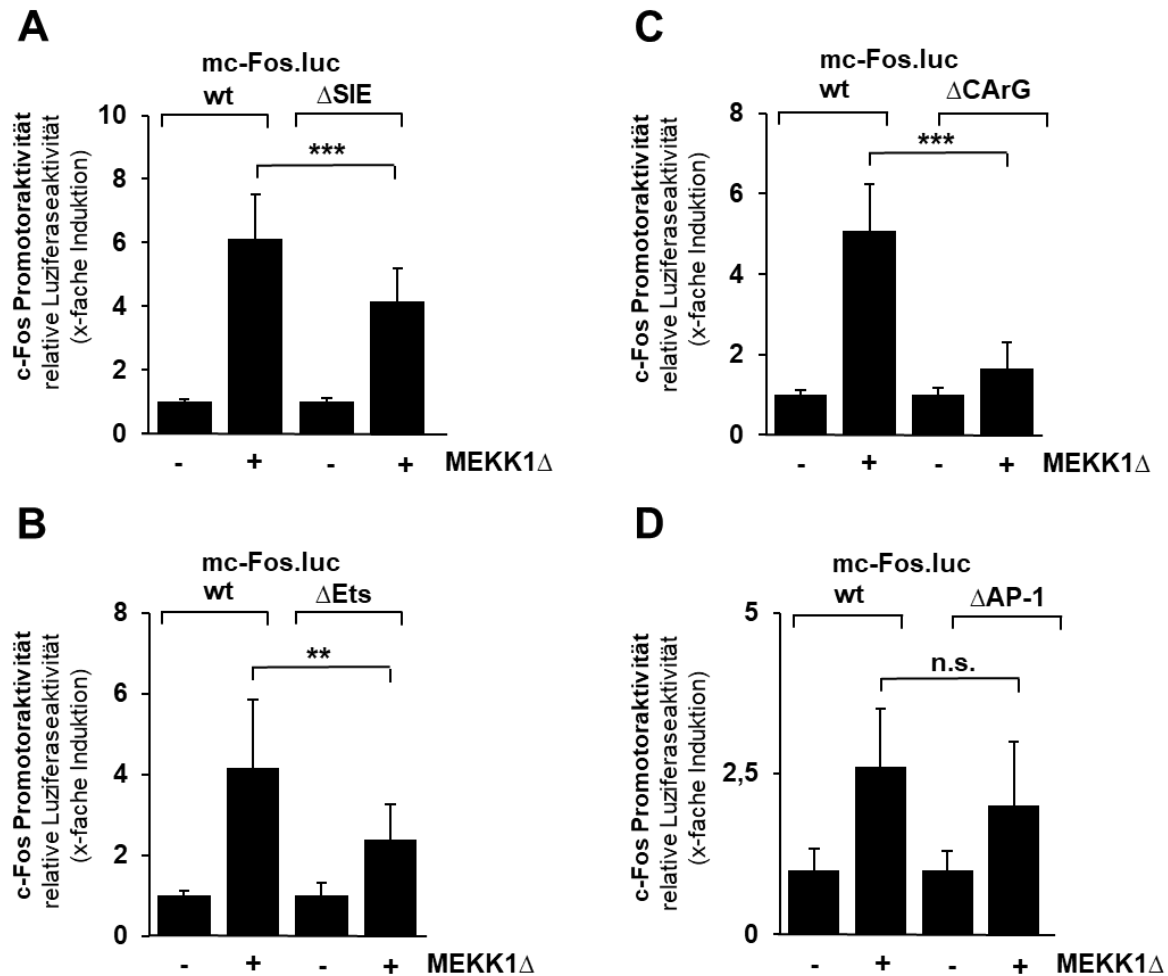 A
mc-Fos.luc
wt
ΔSIE
c-Fos Promotoraktivität
relative Luziferaseaktivität
(x-fache Induktion)
10
8
6
4
2
0
***
- + - + MEKK1Δ
B
mc-Fos.luc
wt
ΔEts
c-Fos Promotoraktivität
relative Luziferaseaktivität
(x-fache Induktion)
8
6
4
2
0
**
- + - + MEKK1Δ
C
mc-Fos.luc
wt
ΔCArG
c-Fos Promotoraktivität
relative Luziferaseaktivität
(x-fache Induktion)
8
6
4
2
0
***
- + - + MEKK1Δ
D
mc-Fos.luc
wt
ΔAP-1
c-Fos Promotoraktivität
relative Luziferaseaktivität
(x-fache Induktion)
5
2,5
0
n.s.
- + - + MEKK1Δ